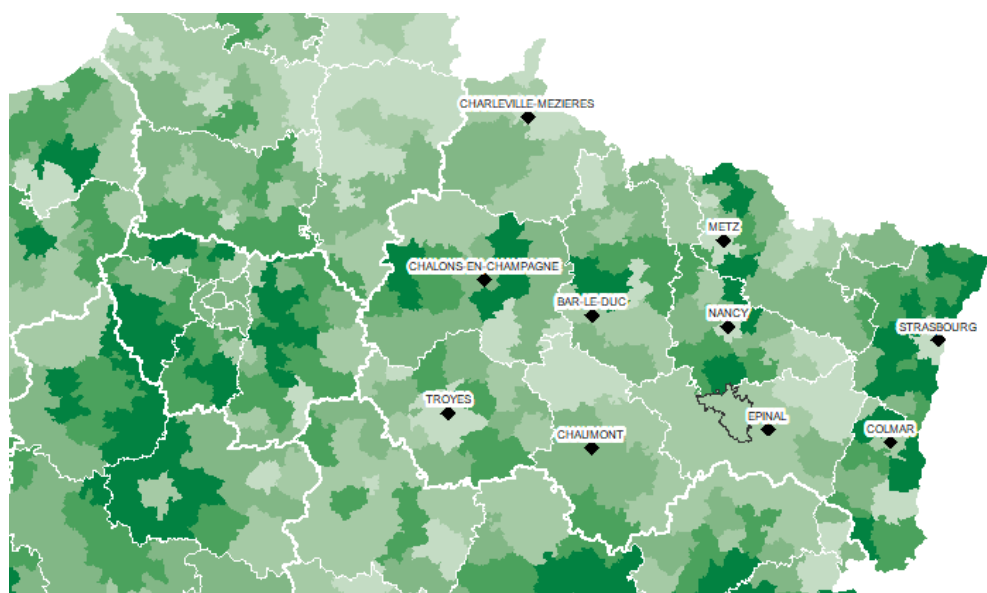 CHARLEVILLE-MEZIERES
METZ
CHALONS-EN-CHAMPAGNE
BAR-LE-DUC
NANCY
STRASBOURG
TROYES
EPINAL
CHAUMONT
COLMAR